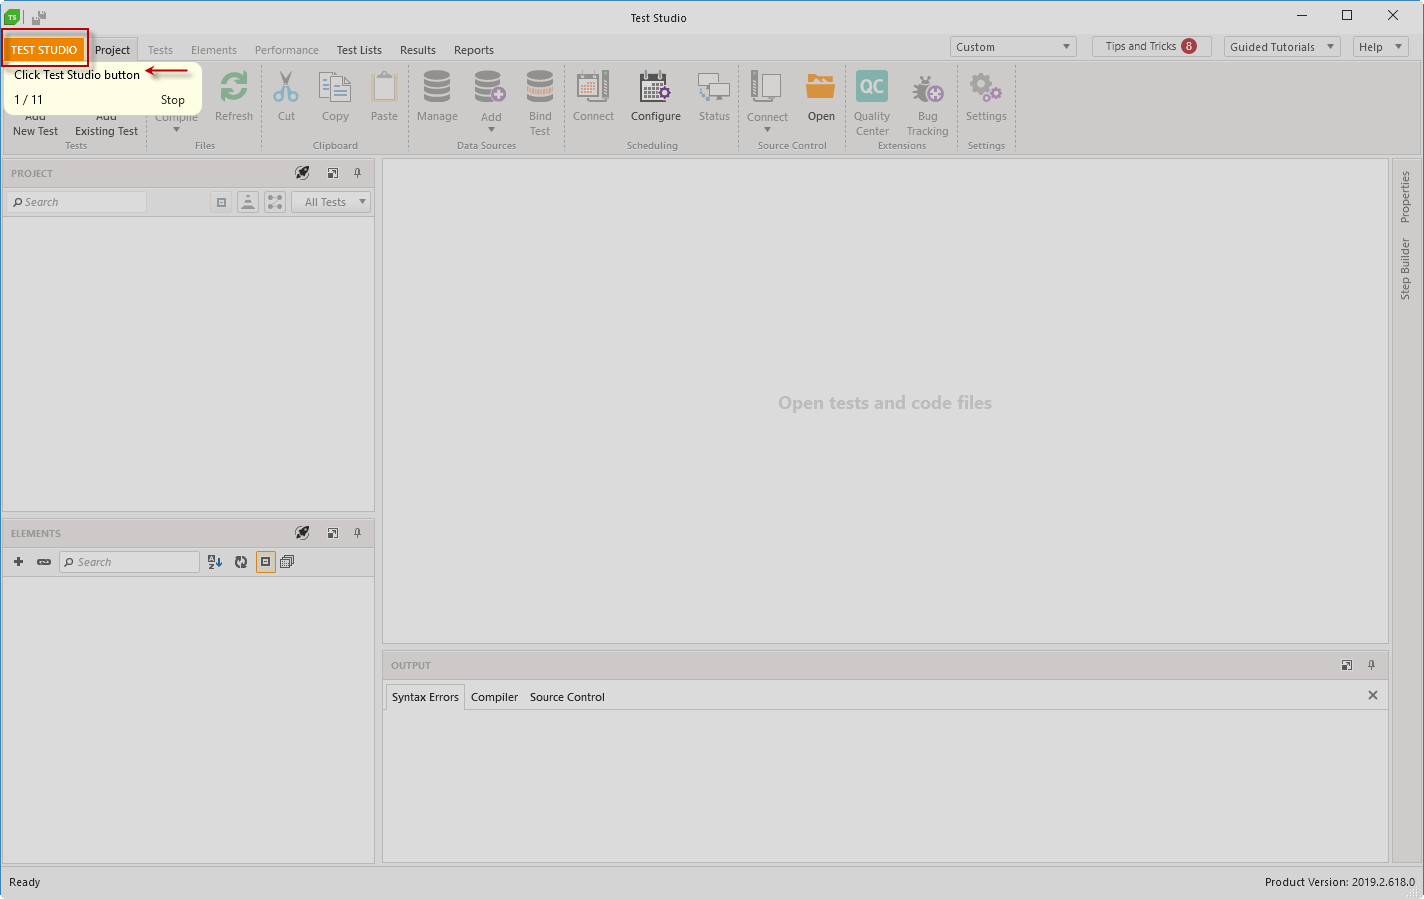 TS
Test Studio
TEST STUDIO Project Tests Elements Performance Test Lists Results Reports
Custom Tips and Tricks 8 Guided Tutorials Help
Click Test Studio button
1 / 11 Stop
Add New Test
Add Existing Test
Tests
Compile Refresh
Files
Cut Copy Paste
Clipboard
Manage Add Bind Test
Data Sources
Connect Configure Status
Scheduling
Connect Open
Source Control
QC
Quality Center
Bug Tracking
Extensions
Settings
Settings
PROJECT
Search All Tests
Open tests and code files
Properties
Step Builder
ELEMENTS
Search
A
Z
OUTPUT
Syntax Errors Compiler Source Control
Ready
Product Version: 2019.2.618.0